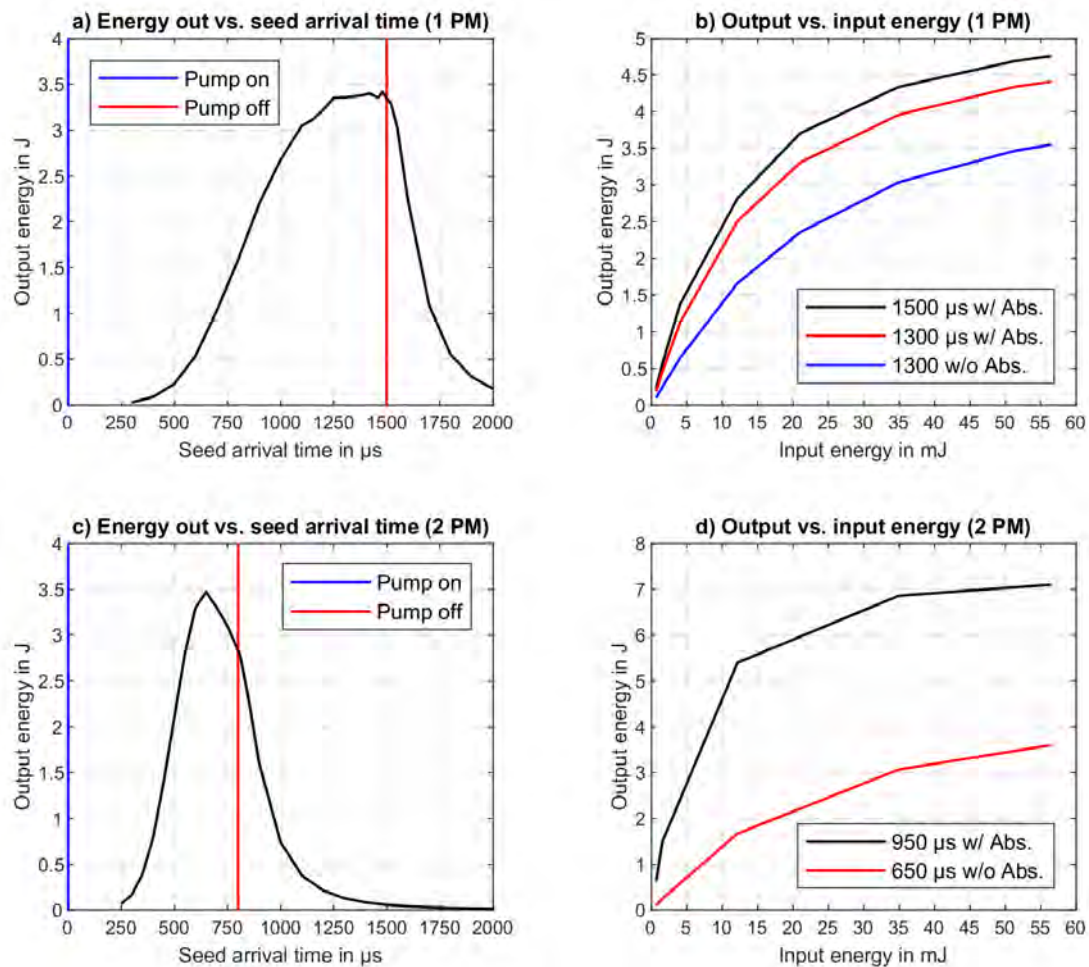 a) Energy out vs. seed arrival time (1 PM)
4
3.5
3
2.5
2
1.5
1
0.5
0
Output energy in J
Pump on
Pump off
0 250 500 750 1000 1250 1500 1750 2000
Seed arrival time in µs
b) Output vs. input energy (1 PM)
5
4.5
4
3.5
3
2.5
2
1.5
1
0.5
0
Output energy in J
1500 µs w/ Abs.
1300 µs w/ Abs.
1300 w/o Abs.
0 5 10 15 20 25 30 35 40 45 50 55 60
Input energy in mJ
c) Energy out vs. seed arrival time (2 PM)
4
3.5
3
2.5
2
1.5
1
0.5
0
Output energy in J
Pump on
Pump off
0 250 500 750 1000 1250 1500 1750 2000
Seed arrival time in µs
d) Output vs. input energy (2 PM)
8
7
6
5
4
3
2
1
0
Output energy in J
950 µs w/ Abs.
650 µs w/o Abs.
0 5 10 15 20 25 30 35 40 45 50 55 60
Input energy in mJ